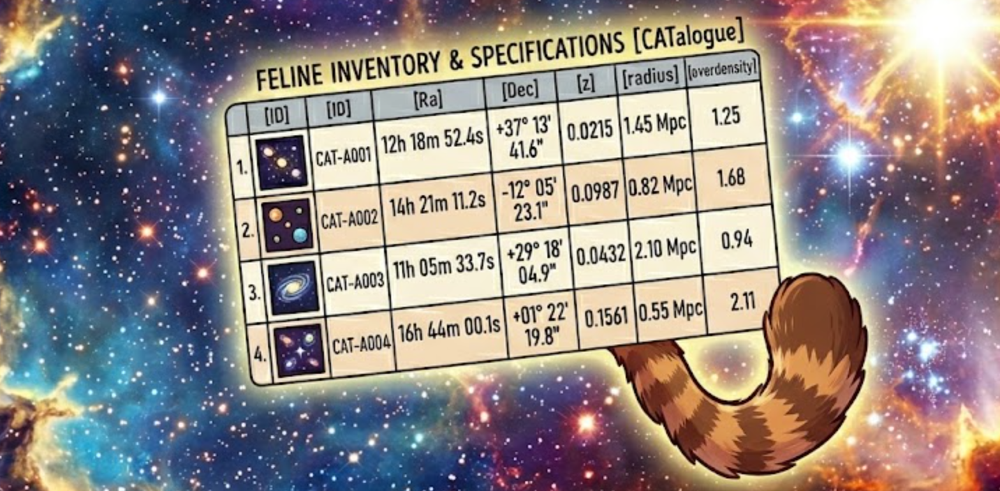 FELINE INVENTORY & SPECIFICATIONS [CATalogue]
[ID] [ID] [Ra] [Dec] [z] [radius] [overdensity]
1. CAT-A001 12h 18m 52.4s +37° 13' 41.6" 0.0215 1.45 Mpc 1.25
2. CAT-A002 14h 21m 11.2s -12° 05' 23.1" 0.0987 0.82 Mpc 1.68
3. CAT-A003 11h 05m 33.7s +29° 18' 04.9" 0.0432 2.10 Mpc 0.94
4. CAT-A004 16h 44m 00.1s +01° 22' 19.8" 0.1561 0.55 Mpc 2.11